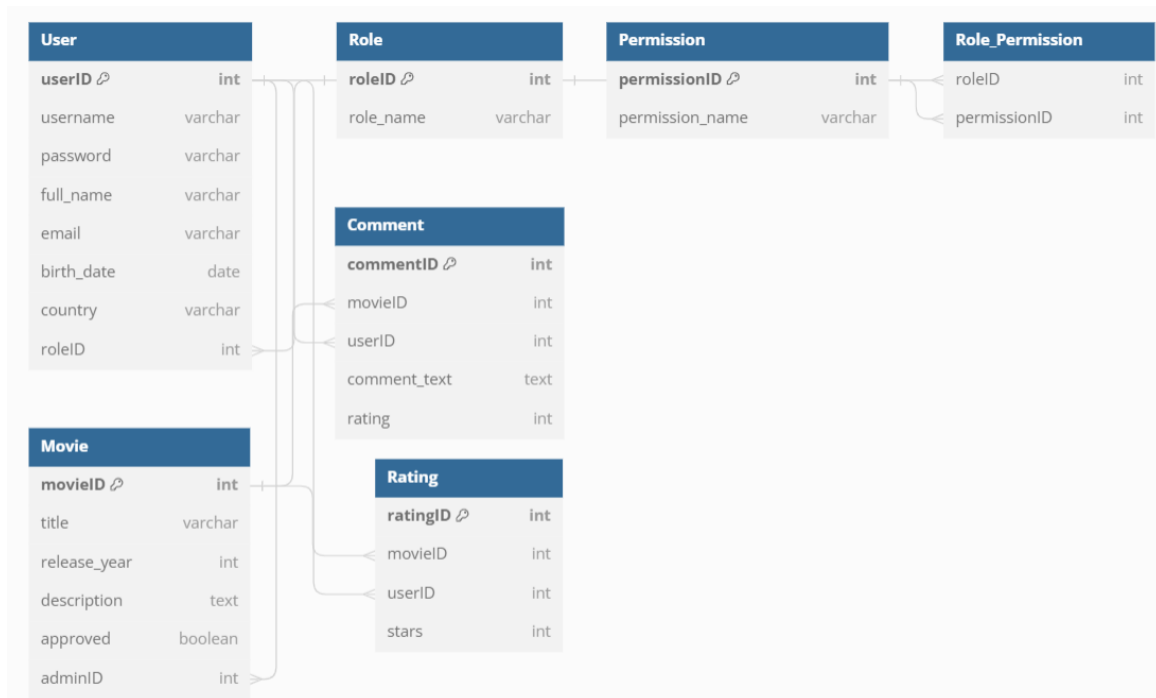 User
userID int
username varchar
password varchar
full_name varchar
email varchar
birth_date date
country varchar
roleID int
Role
roleID int
role_name varchar
Permission
permissionID int
permission_name varchar
Role_Permission
roleID int
permissionID int
Comment
commentID int
movieID int
userID int
comment_text text
rating int
Movie
movieID int
title varchar
release_year int
description text
approved boolean
adminID int
Rating
ratingID int
movieID int
userID int
stars int